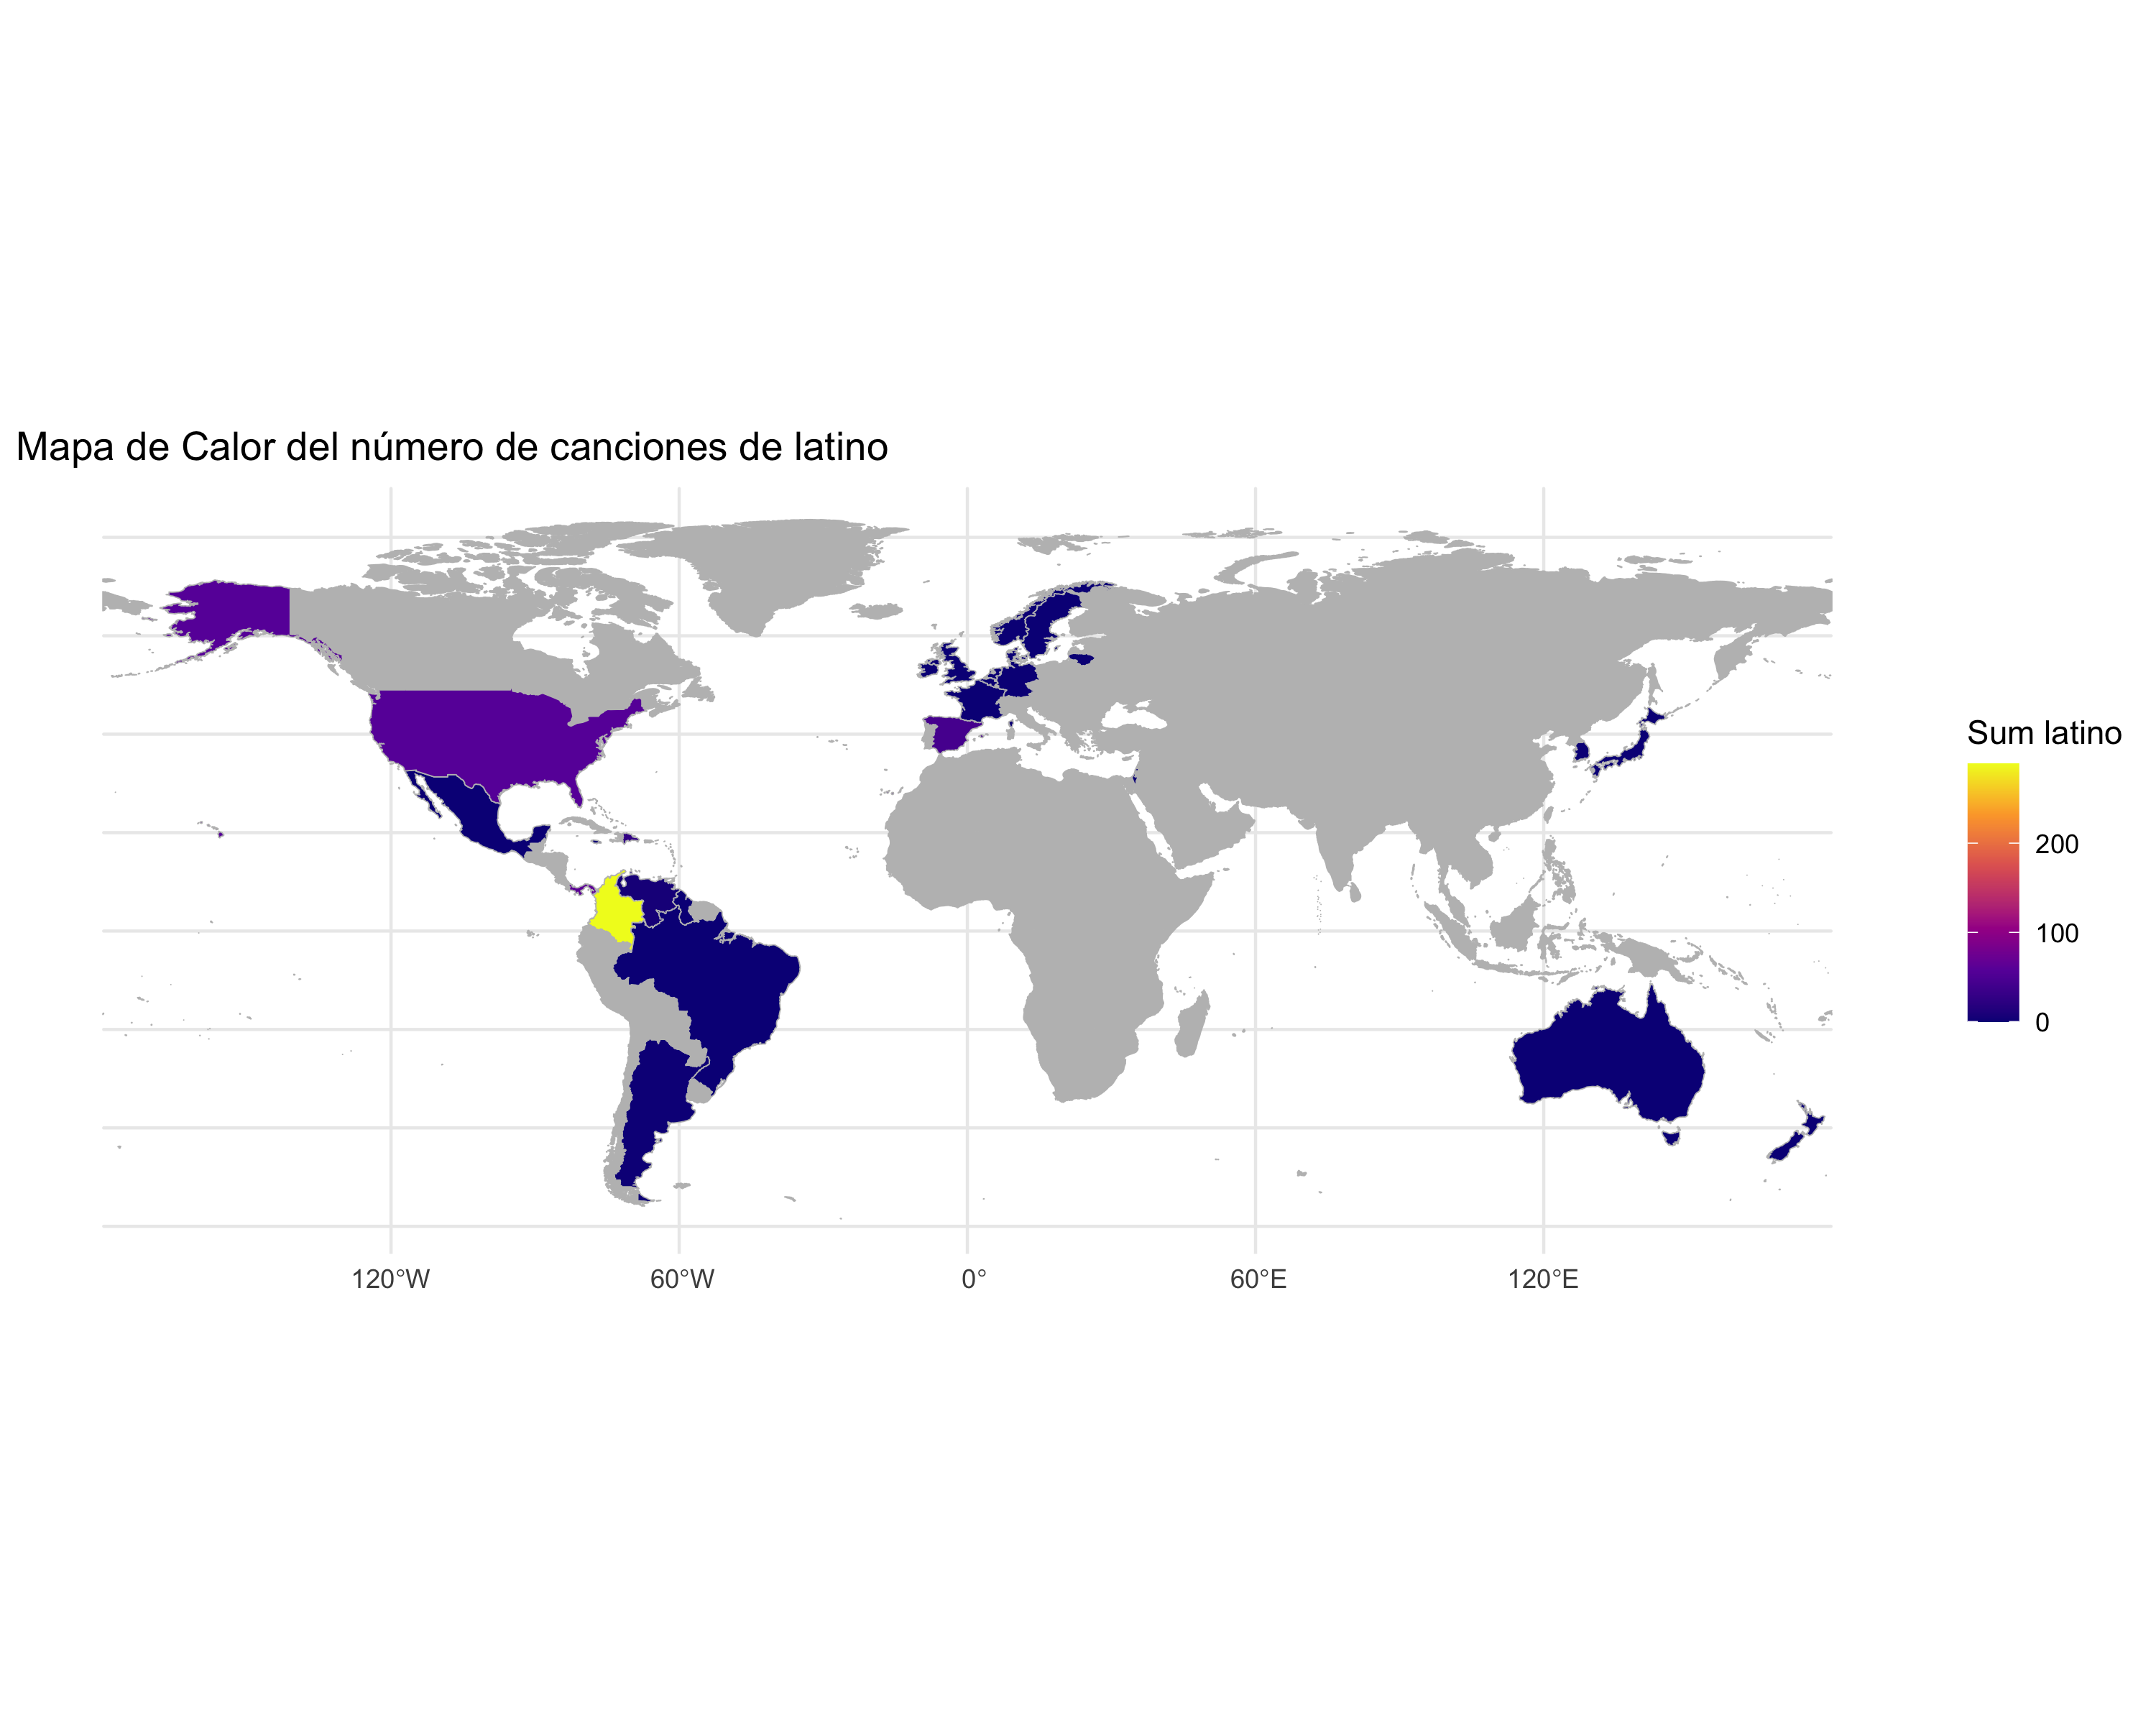 Mapa de Calor del número de canciones de latino
Sum latino
200
100
0
120°W
60°W
0°
60°E
120°E